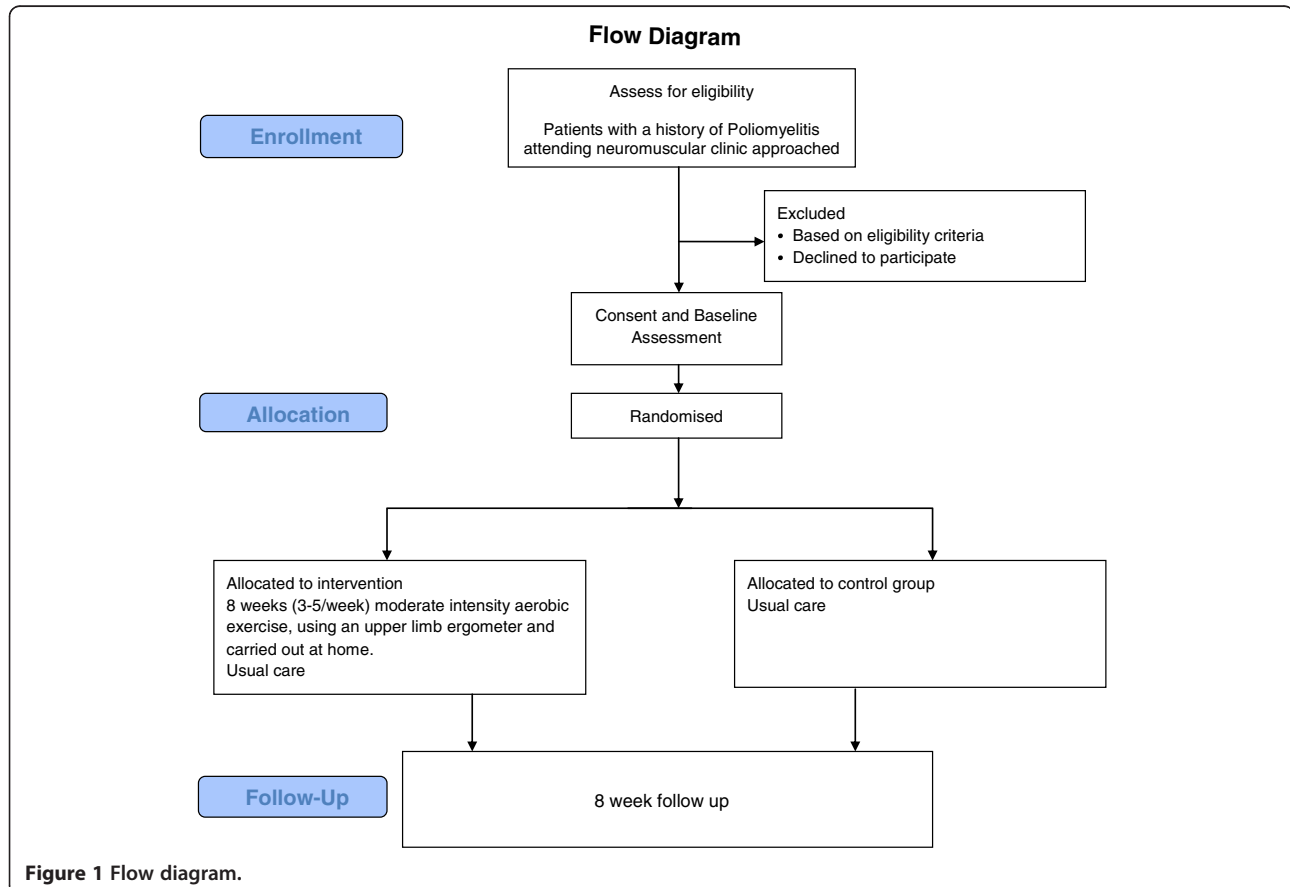 Flow Diagram
Assess for eligibility
Patients with a history of Poliomyelitis
attending neuromuscular clinic approached
Enrollment
Excluded
• Based on eligibility criteria
• Declined to participate
Consent and Baseline
Assessment
Allocation
Randomised
Allocated to intervention
8 weeks (3-5/week) moderate intensity aerobic
exercise, using an upper limb ergometer and
carried out at home.
Usual care
Allocated to control group
Usual care
Follow-Up
8 week follow up
Figure 1 Flow diagram.